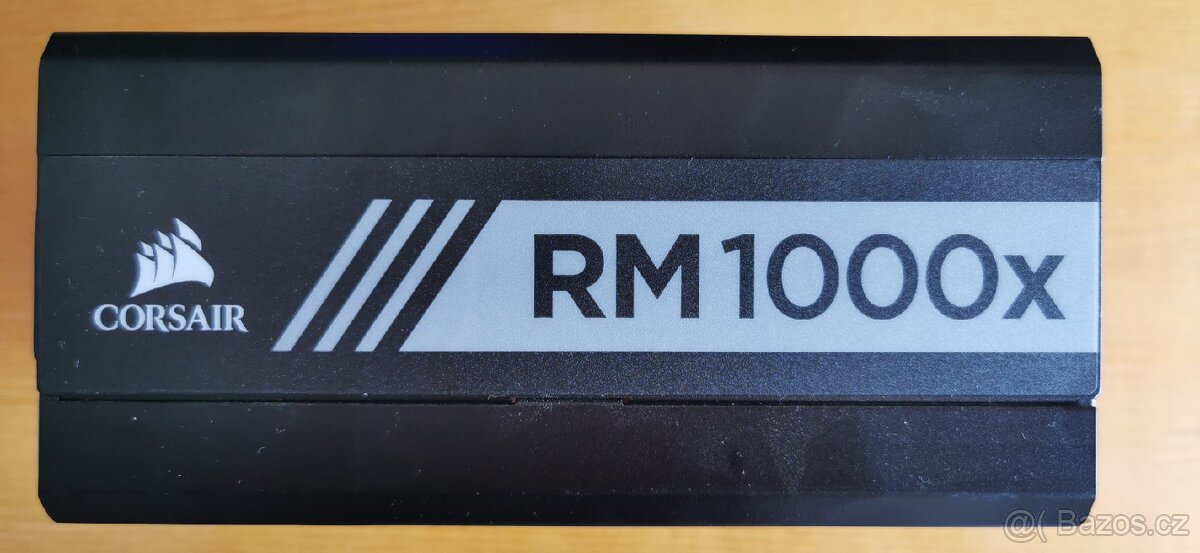 CORSAIR
RM1000x
@( Bazos.cz